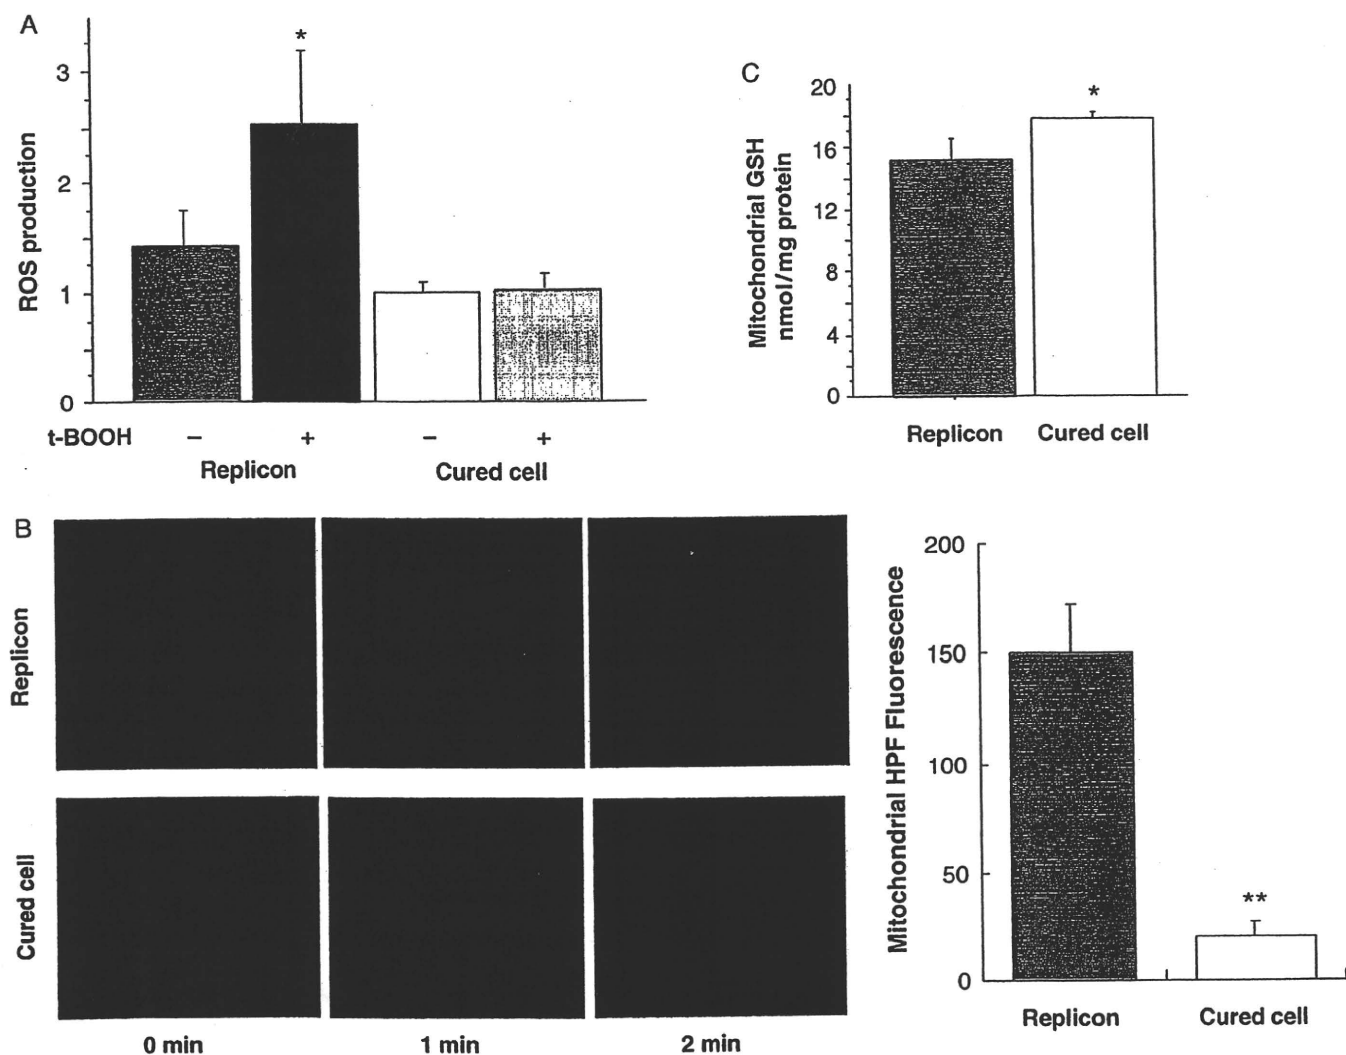 A
*
3
2
1
0
ROS production
t-BOOH − + − +
Replicon Cured cell
C
*
20
16
12
8
4
0
Mitochondrial GSH
nmol/mg protein
Replicon Cured cell
B
Replicon
Cured cell
0 min 1 min 2 min
200
150
100
50
0
Mitochondrial HPF Fluorescence
**
Replicon Cured cell